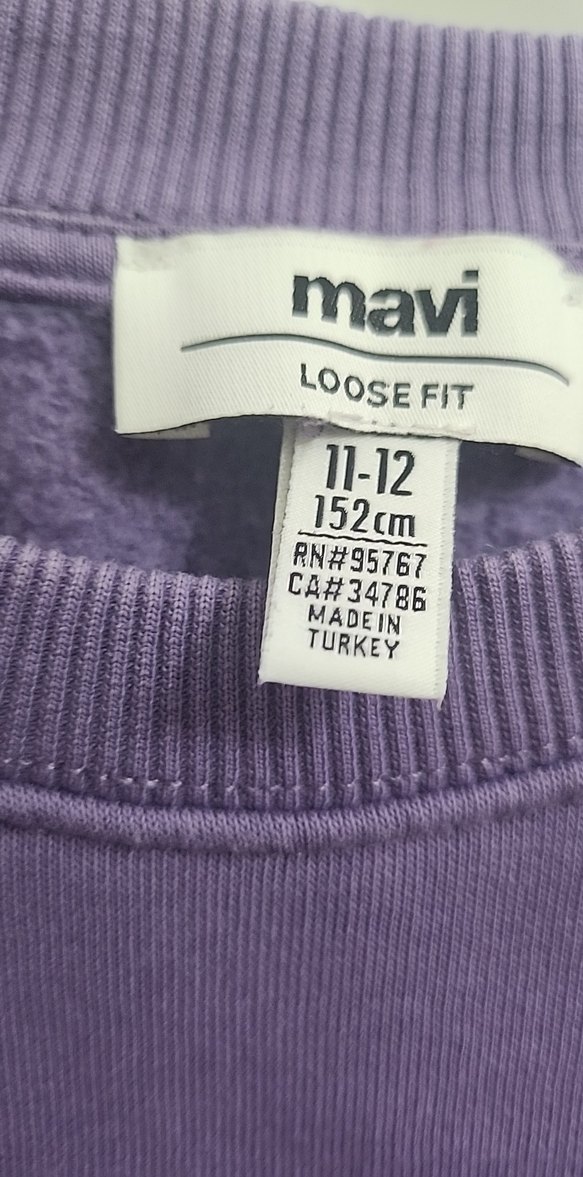 mavi
LOOSE FIT
11-12
152cm
RN#95767
CA#34786
MADE IN
TURKEY